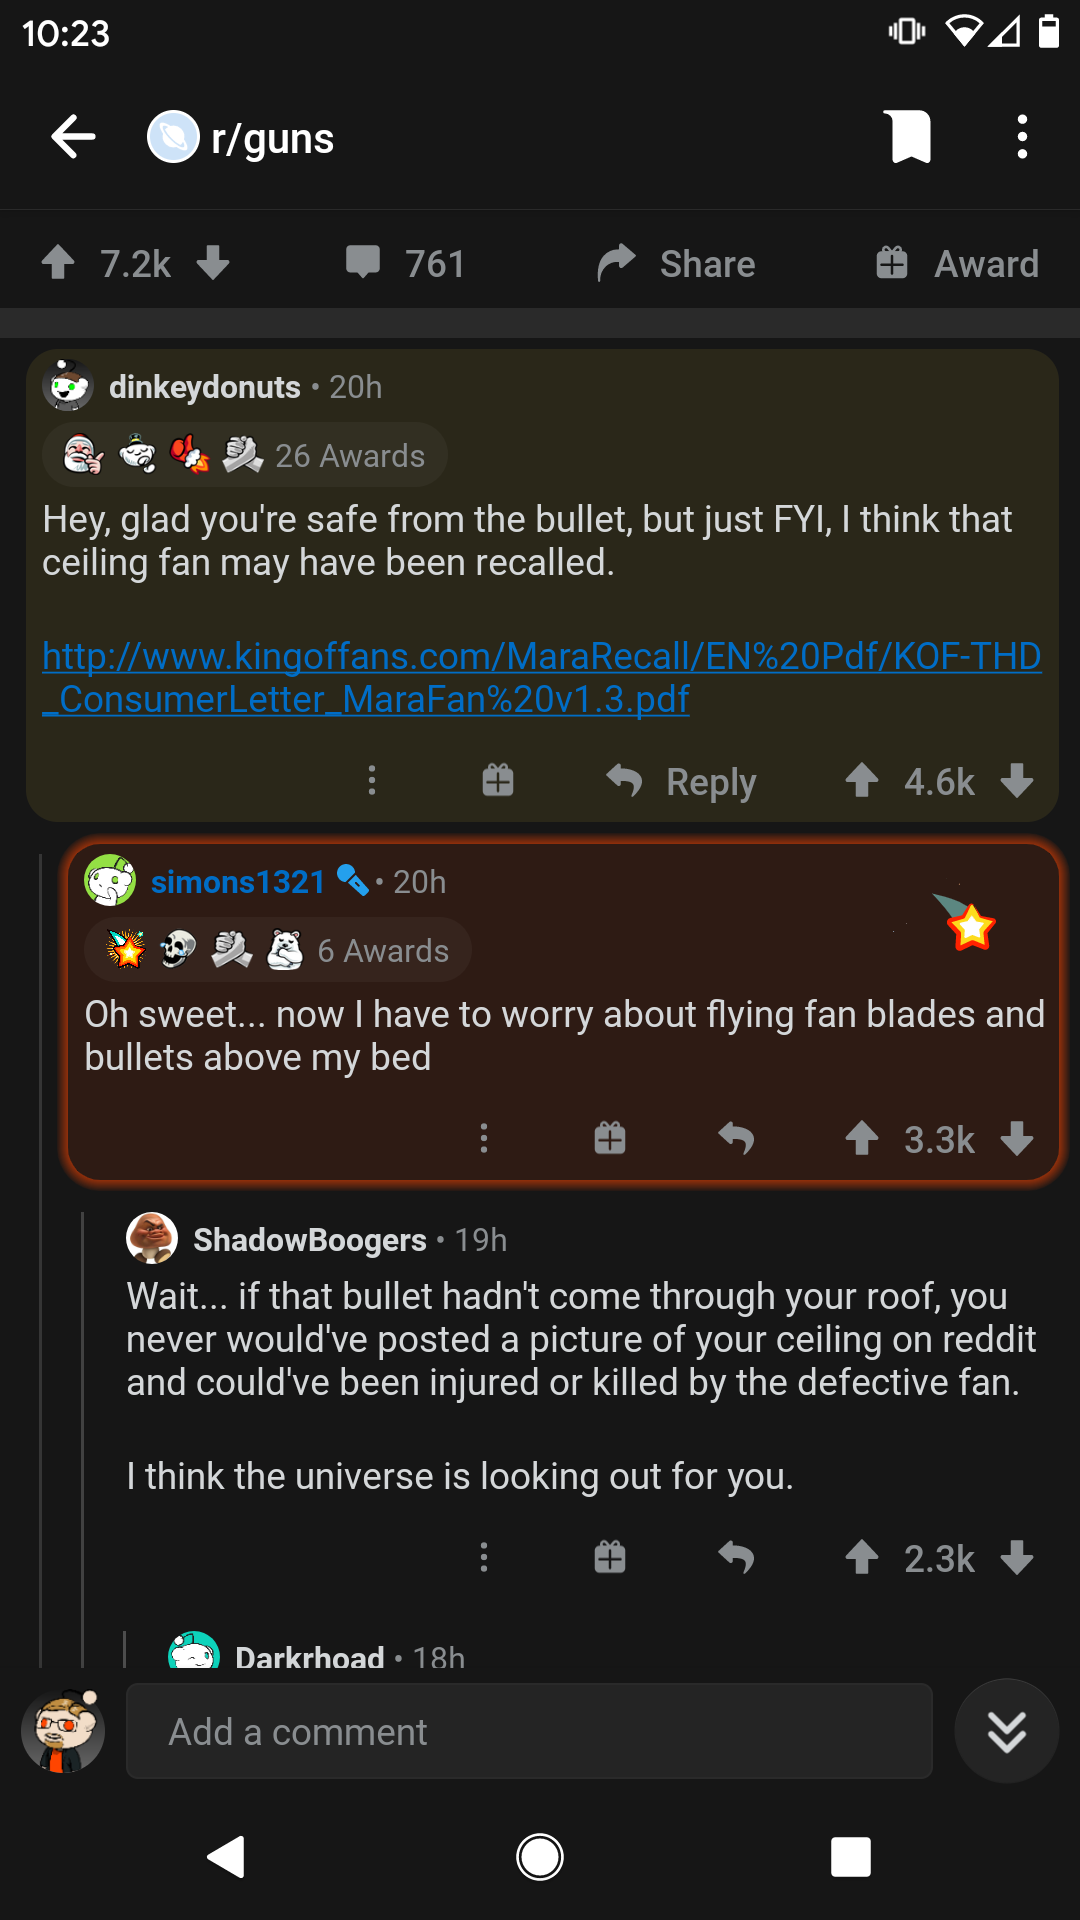 10:23
r/guns
7.2k 761 Share Award
dinkeydonuts • 20h
26 Awards
Hey, glad you're safe from the bullet, but just FYI, I think that
ceiling fan may have been recalled.
http://www.kingoffans.com/MaraRecall/EN%20Pdf/KOF-THD
_ConsumerLetter_MaraFan%20v1.3.pdf
Reply 4.6k
simons1321 • 20h
6 Awards
Oh sweet... now I have to worry about flying fan blades and
bullets above my bed
3.3k
ShadowBoogers • 19h
Wait... if that bullet hadn't come through your roof, you
never would've posted a picture of your ceiling on reddit
and could've been injured or killed by the defective fan.
I think the universe is looking out for you.
2.3k
Darkrhoad • 18h
Add a comment